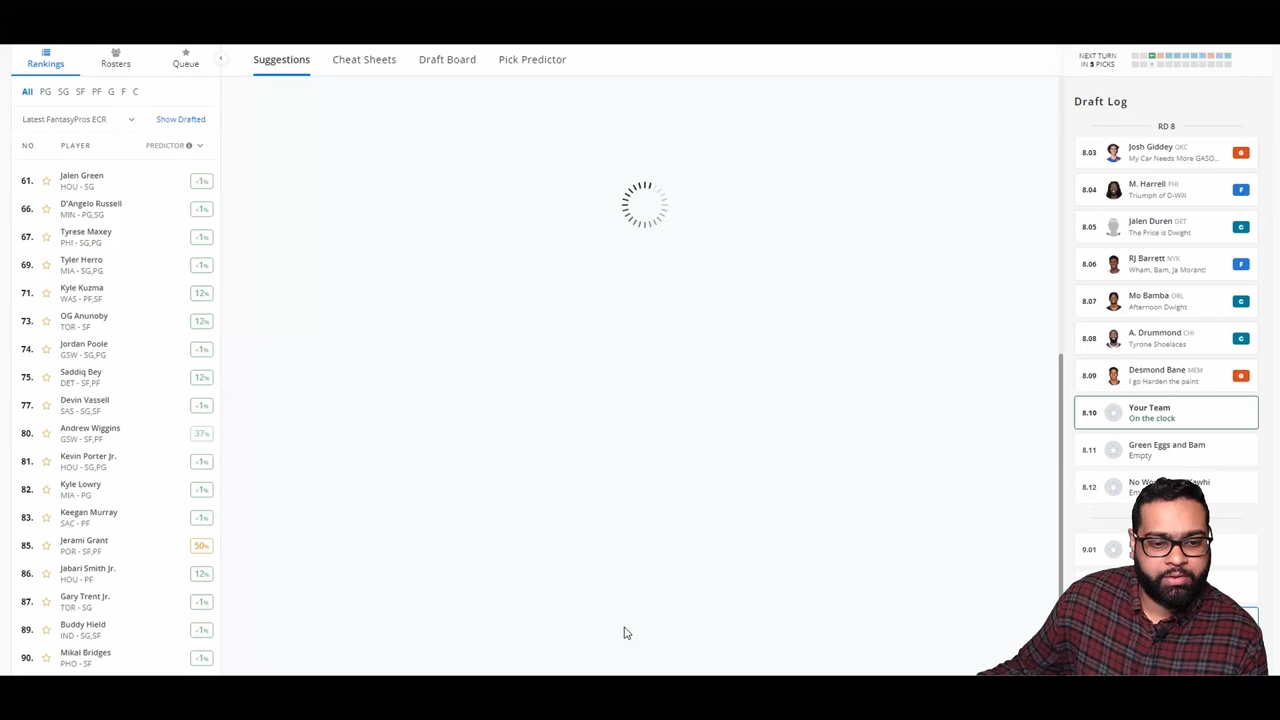 Rankings
Rosters
Queue
Suggestions
Cheat Sheets
Draft Board
Pick Predictor
NEXT TURN
IN 5 PICKS
All PG SG SF PF G F C
Latest FantasyPros ECR
Show Drafted
NO. PLAYER PREDICTOR
61. Jalen Green <1%
HOU - SG
66. D'Angelo Russell <1%
MIN - PG,SG
67. Tyrese Maxey <1%
PHI - SG,PG
69. Tyler Herro <1%
MIA - SG,PG
71. Kyle Kuzma 12%
WAS - PF,SF
73. OG Anunoby 12%
TOR - SF
74. Jordan Poole <1%
GSW - SG,PG
75. Saddiq Bey 12%
DET - SF,PF
77. Devin Vassell <1%
SAS - SG,SF
80. Andrew Wiggins 37%
GSW - SF,PF
81. Kevin Porter Jr. <1%
HOU - SG,PG
82. Kyle Lowry <1%
MIA - PG
83. Keegan Murray <1%
SAC - PF
85. Jerami Grant 50%
POR - SF,PF
86. Jabari Smith Jr. 12%
HOU - PF
87. Gary Trent Jr. <1%
TOR - SG
89. Buddy Hield <1%
IND - SG,SF
90. Mikal Bridges <1%
PHO - SF
Draft Log
RD 8
8.03 Josh Giddey OKC G
My Car Needs More GASO...
8.04 M. Harrell PHI F
Triumph of D-Will
8.05 Jalen Duren DET C
The Price is Dwight
8.06 RJ Barrett NYK F
Wham, Bam, Ja Morant!
8.07 Mo Bamba ORL C
Afternoon Dwight
8.08 A. Drummond CHI C
Tyrone Shoelaces
8.09 Desmond Bane MEM G
I go Harden the paint
8.10 Your Team
On the clock
8.11 Green Eggs and Bam
Empty
8.12 No
9.01